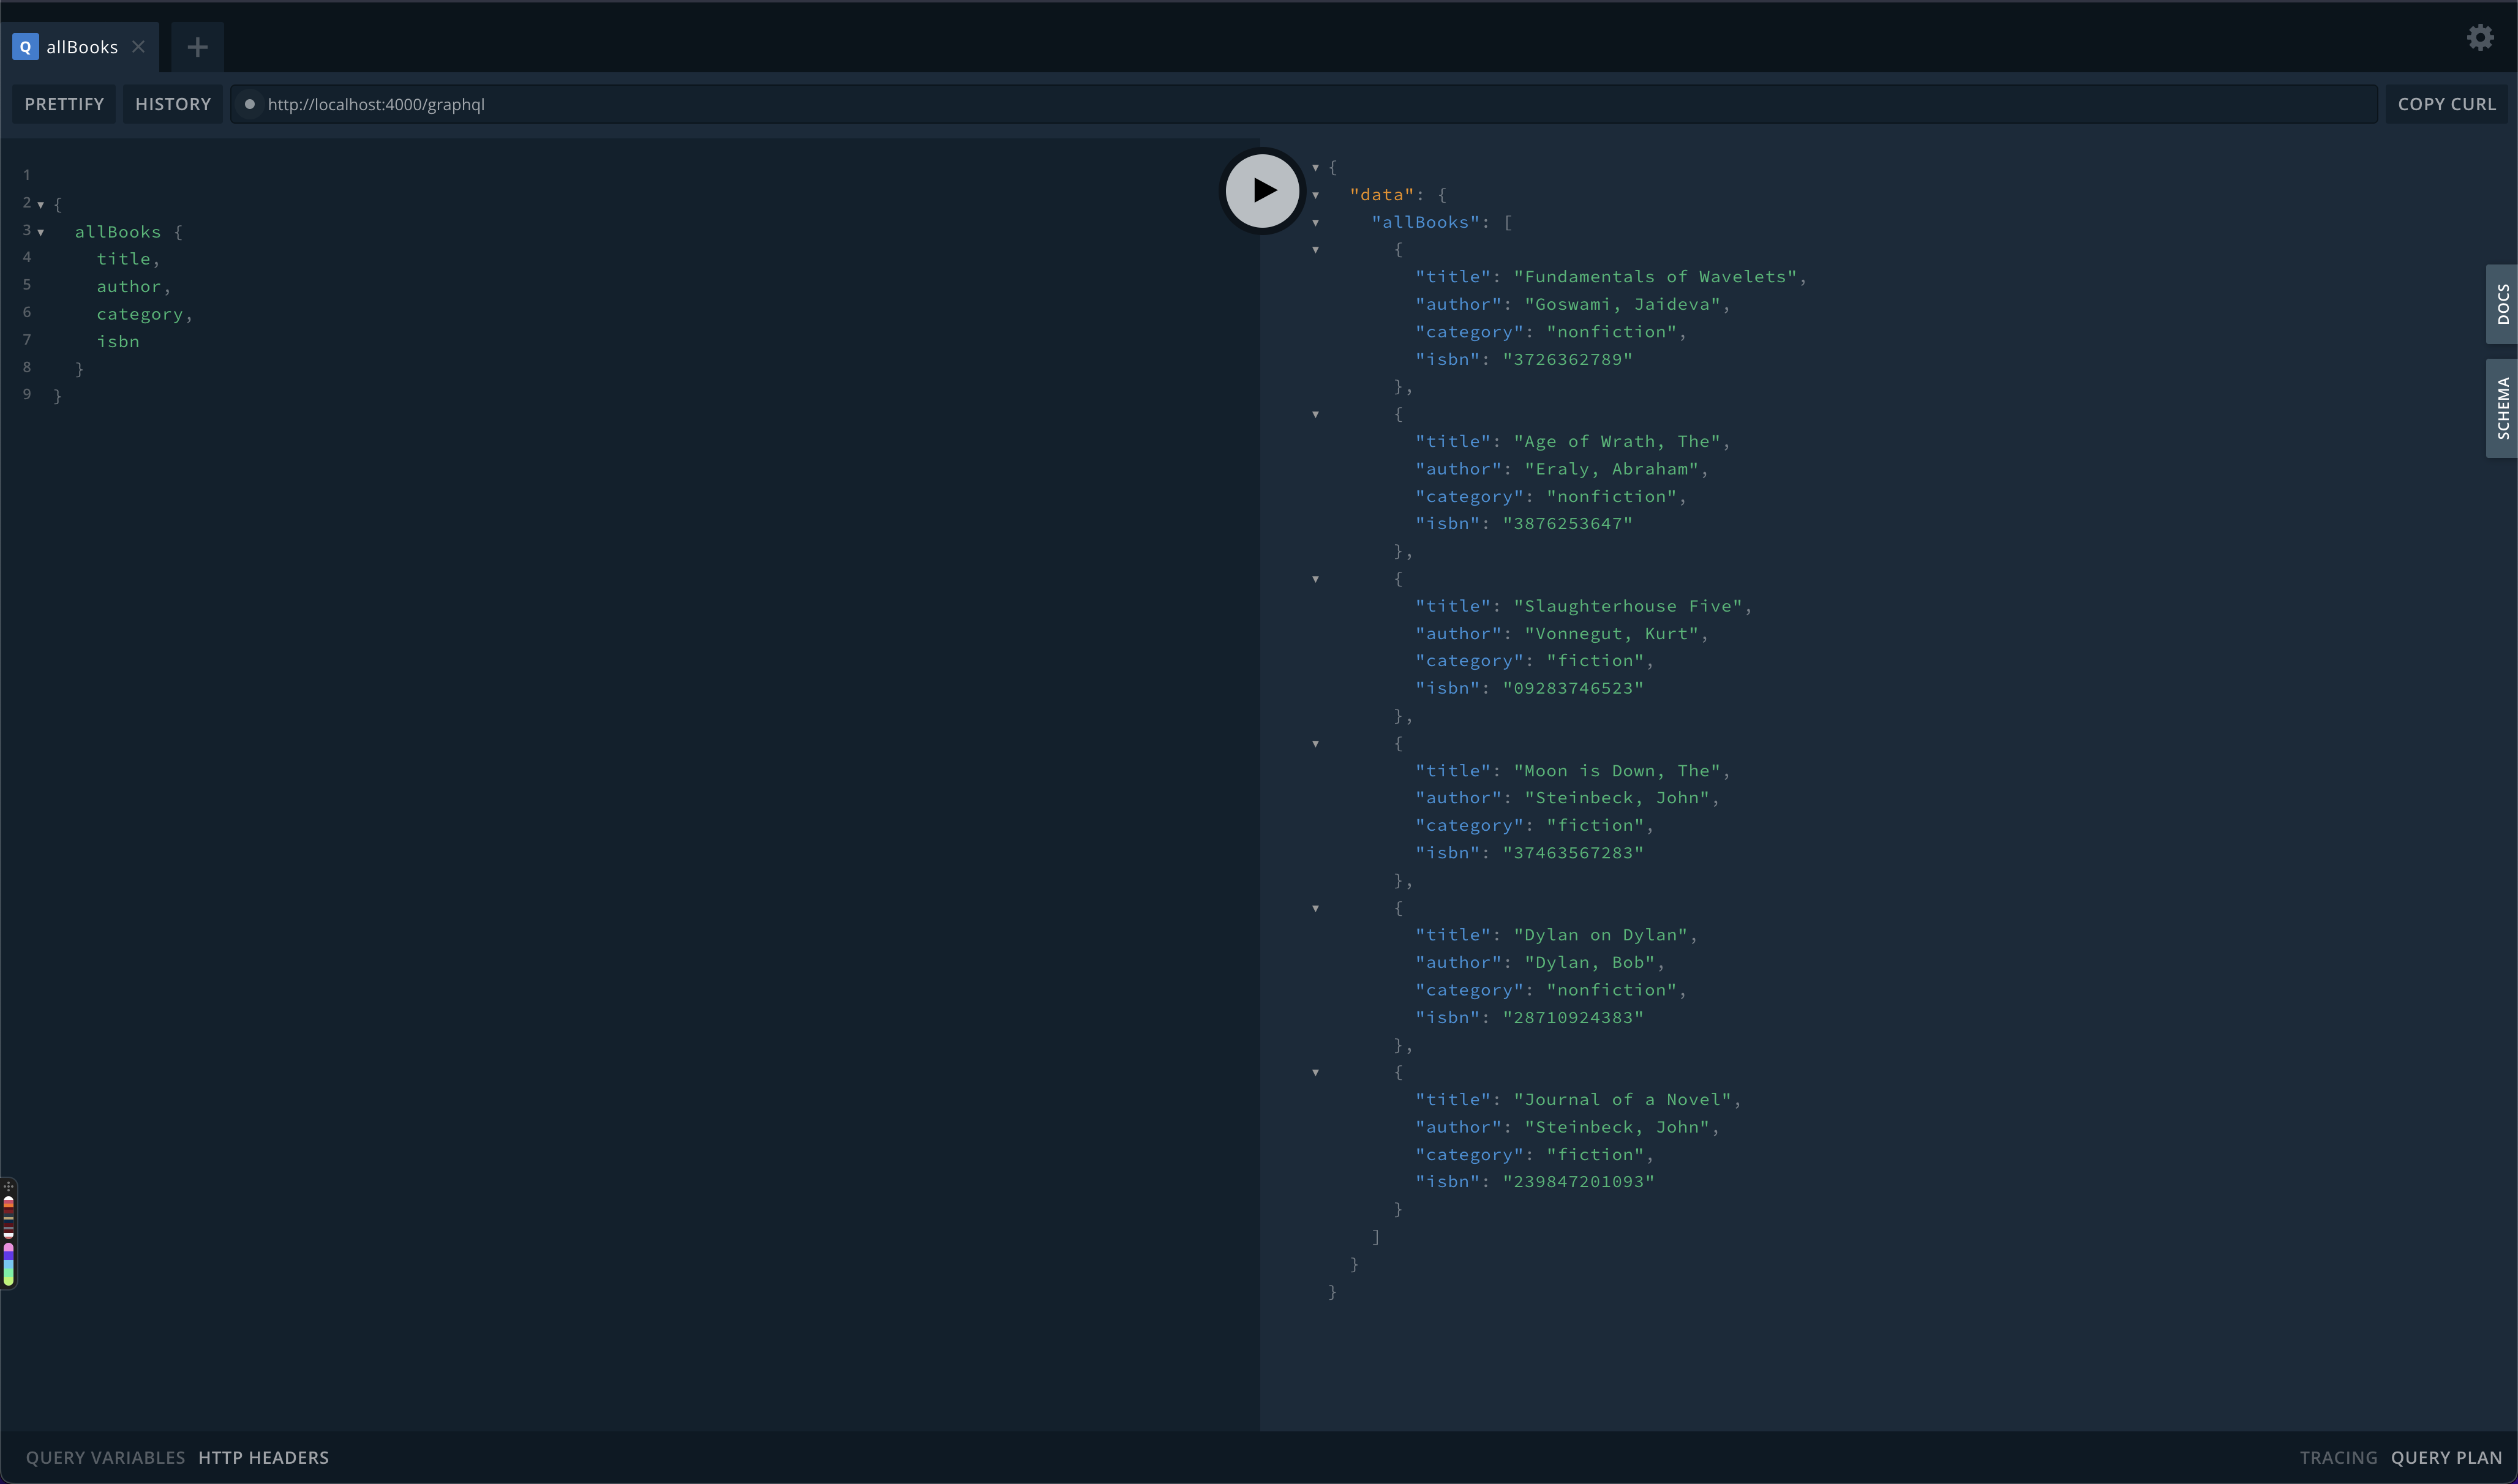 Q allBooks
PRETTIFY HISTORY http://localhost:4000/graphql COPY CURL
1
2 {
3 allBooks {
4 title,
5 author,
6 category,
7 isbn
8 }
9 }
{
"data": {
"allBooks": [
{
"title": "Fundamentals of Wavelets",
"author": "Goswami, Jaideva",
"category": "nonfiction",
"isbn": "3726362789"
},
{
"title": "Age of Wrath, The",
"author": "Eraly, Abraham",
"category": "nonfiction",
"isbn": "3876253647"
},
{
"title": "Slaughterhouse Five",
"author": "Vonnegut, Kurt",
"category": "fiction",
"isbn": "09283746523"
},
{
"title": "Moon is Down, The",
"author": "Steinbeck, John",
"category": "fiction",
"isbn": "37463567283"
},
{
"title": "Dylan on Dylan",
"author": "Dylan, Bob",
"category": "nonfiction",
"isbn": "28710924383"
},
{
"title": "Journal of a Novel",
"author": "Steinbeck, John",
"category": "fiction",
"isbn": "239847201093"
}
]
}
}
DOCS
SCHEMA
QUERY VARIABLES HTTP HEADERS
TRACING QUERY PLAN